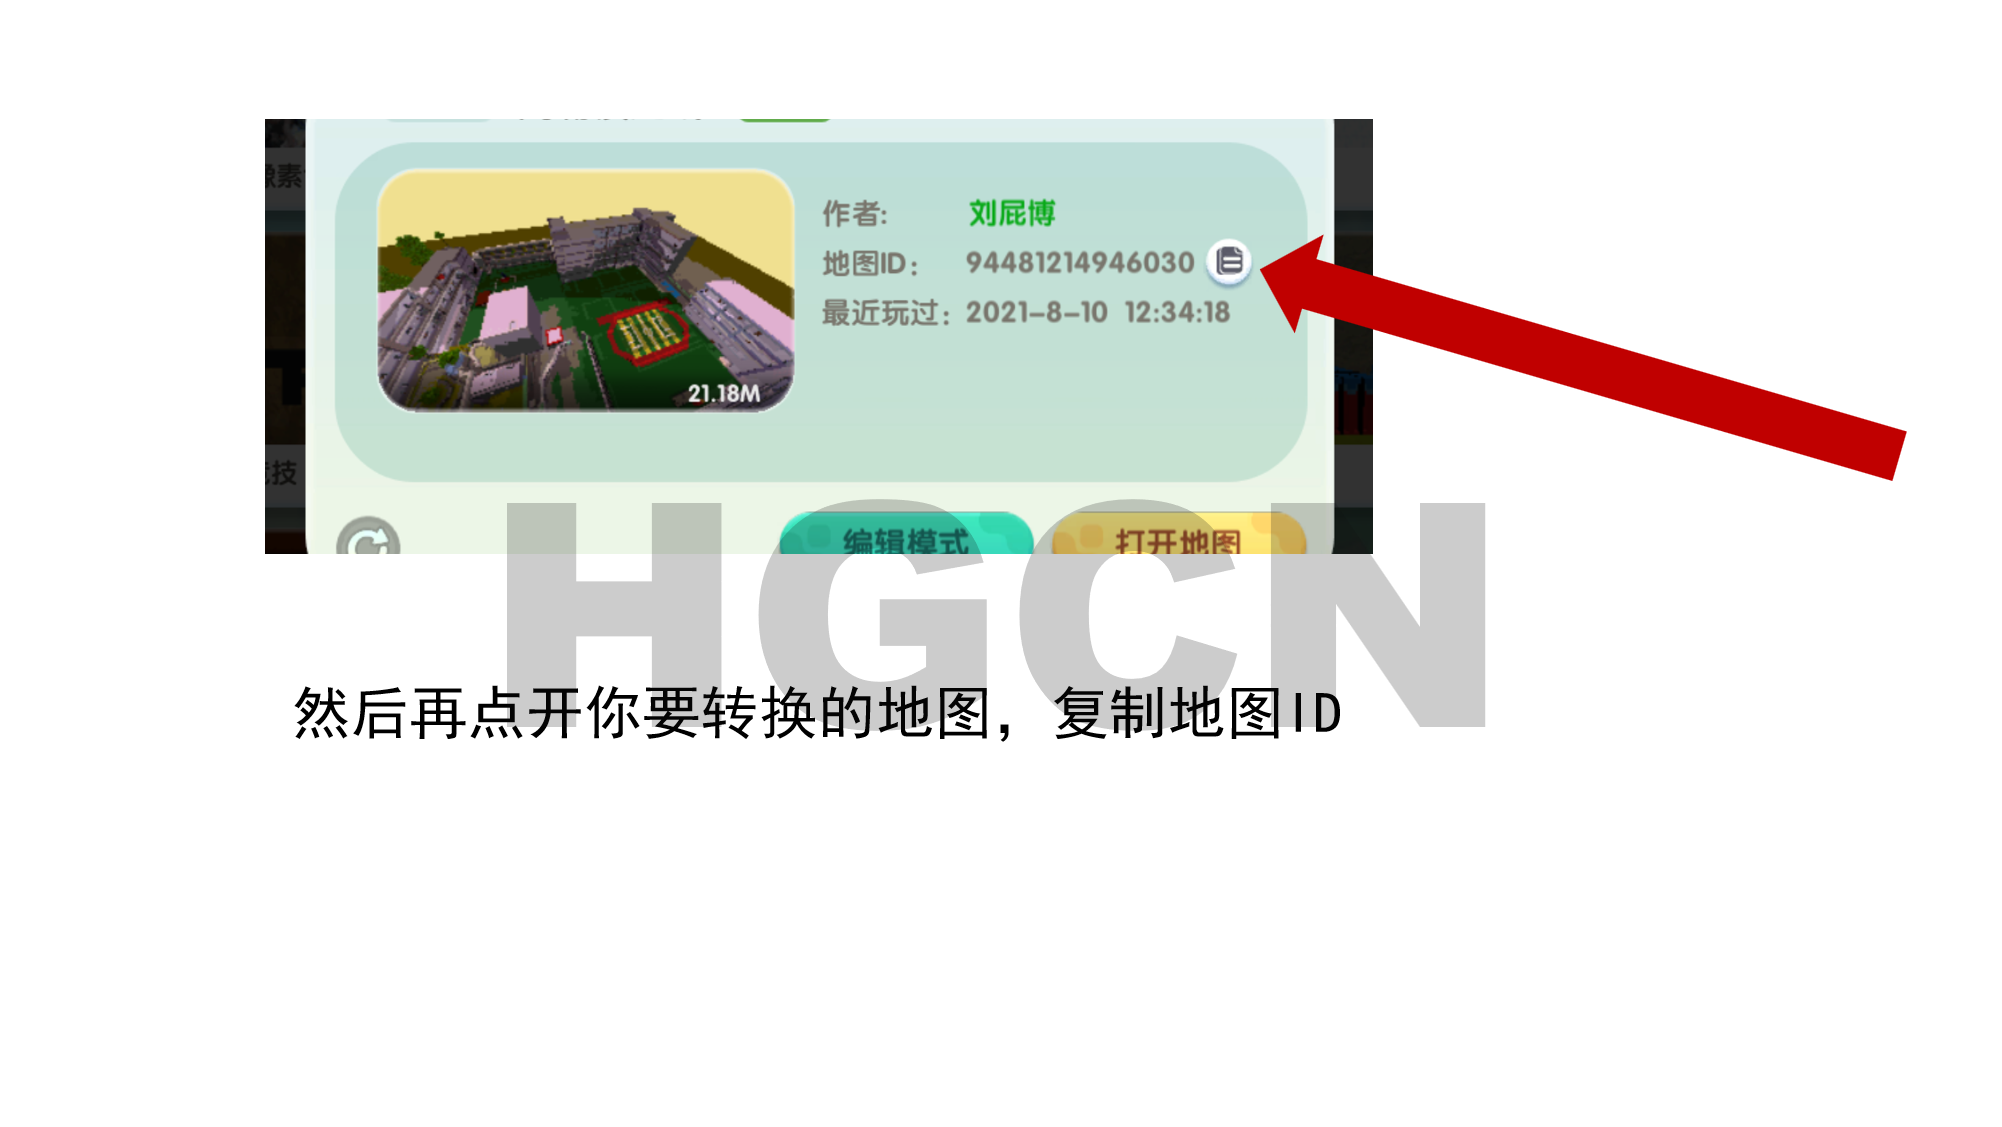 像素
作者: 刘屁博
地图ID： 94481214946030
最近玩过： 2021-8-10 12:34:18
21.18M
技
编辑模式 打开地图
HGCN
然后再点开你要转换的地图，复制地图ID